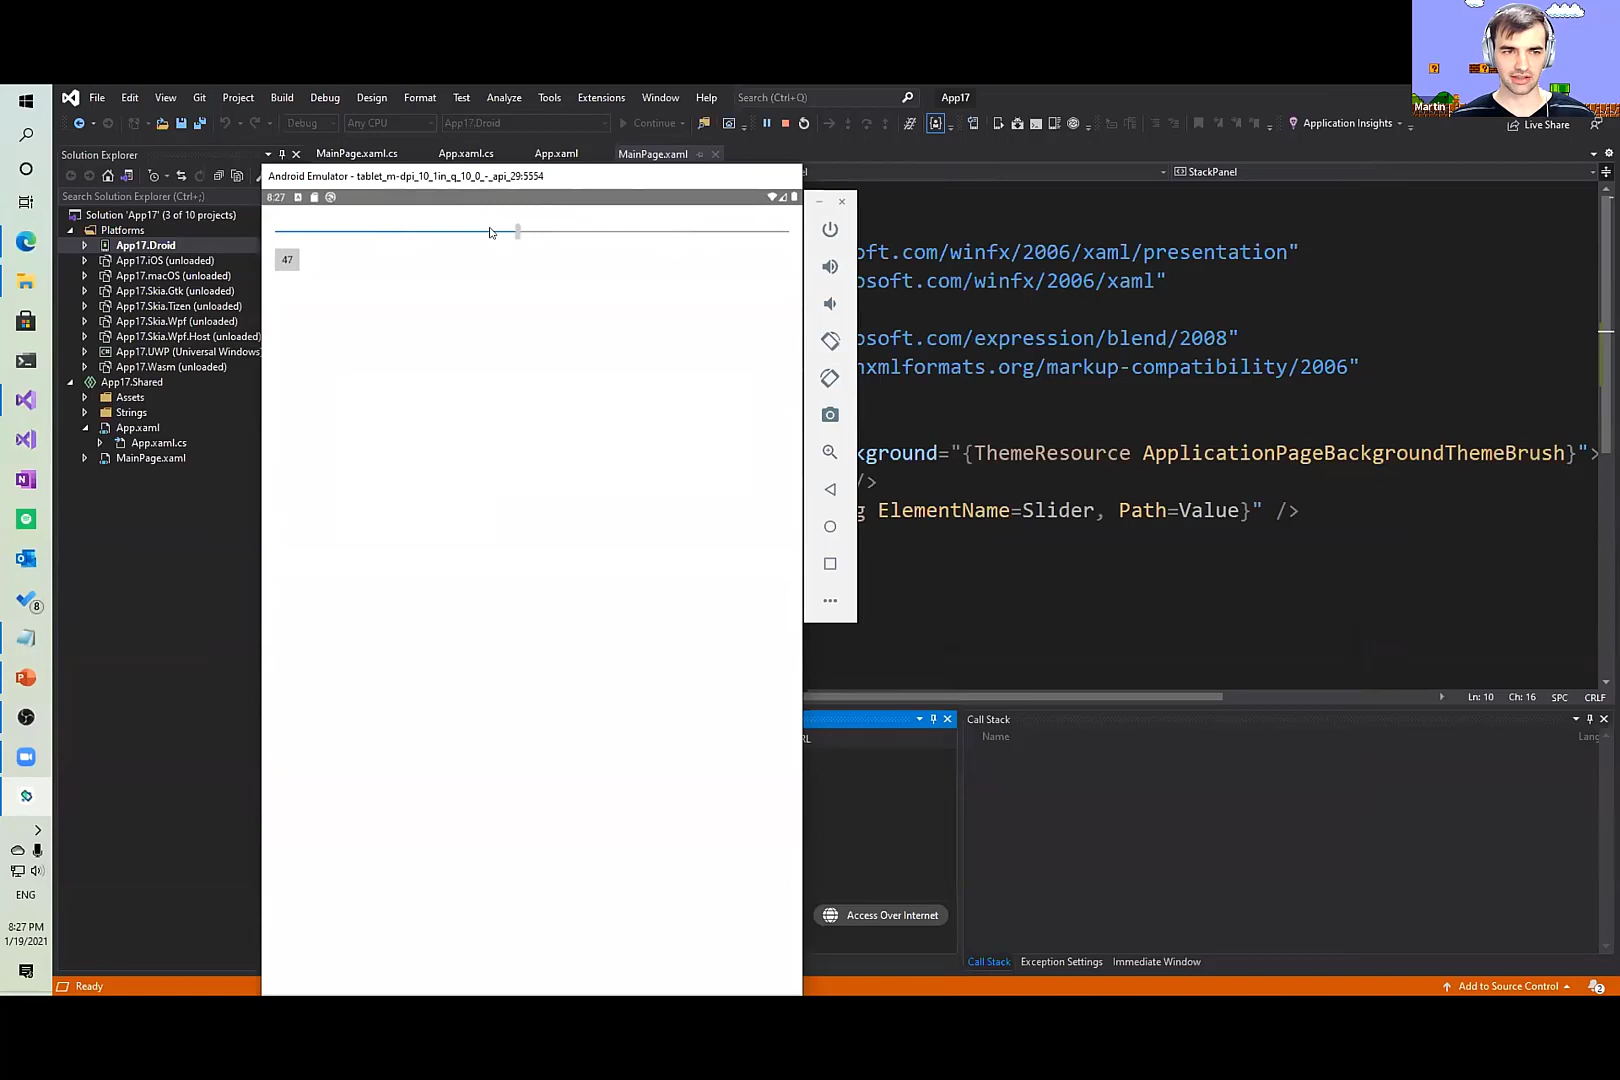 Martin
File Edit View Git Project Build Debug Test Analyze Tools Extensions Window Help Search (Ctrl+Q) App17
Debug Any CPU App17.Droid Continue Application Insights Live Share
Solution Explorer MainPage.xaml.cs App.xaml.cs App.xaml MainPage.xaml
Search Solution Explorer (Ctrl+;)
Solution 'App17' (3 of 10 projects)
Platforms
App17.Droid
App17.iOS (unloaded)
App17.macOS (unloaded)
App17.Skia.Gtk (unloaded)
App17.Skia.Tizen (unloaded)
App17.Skia.Wpf (unloaded)
App17.Skia.Wpf.Host (unloaded)
App17.UWP (Universal Windows)
App17.Wasm (unloaded)
App17.Shared
Assets
Strings
App.xaml
App.xaml.cs
MainPage.xaml
Android Emulator - tablet_m-dpi_10_1in_q_10_0_-_api_29:5554
8:27
47
StackPanel
osoft.com/winfx/2006/xaml/presentation"
osoft.com/winfx/2006/xaml"
osoft.com/expression/blend/2008"
nxmlformats.org/markup-compatibility/2006"
kground="{ThemeResource ApplicationPageBackgroundThemeBrush}">
/>
g ElementName=Slider, Path=Value}" />
Ln: 10 Ch: 16 SPC CRLF
Call Stack
Name Lang
RL
Access Over Internet
Call Stack Exception Settings Immediate Window
Ready
Add to Source Control 2
8
ENG
8:27 PM
1/19/2021